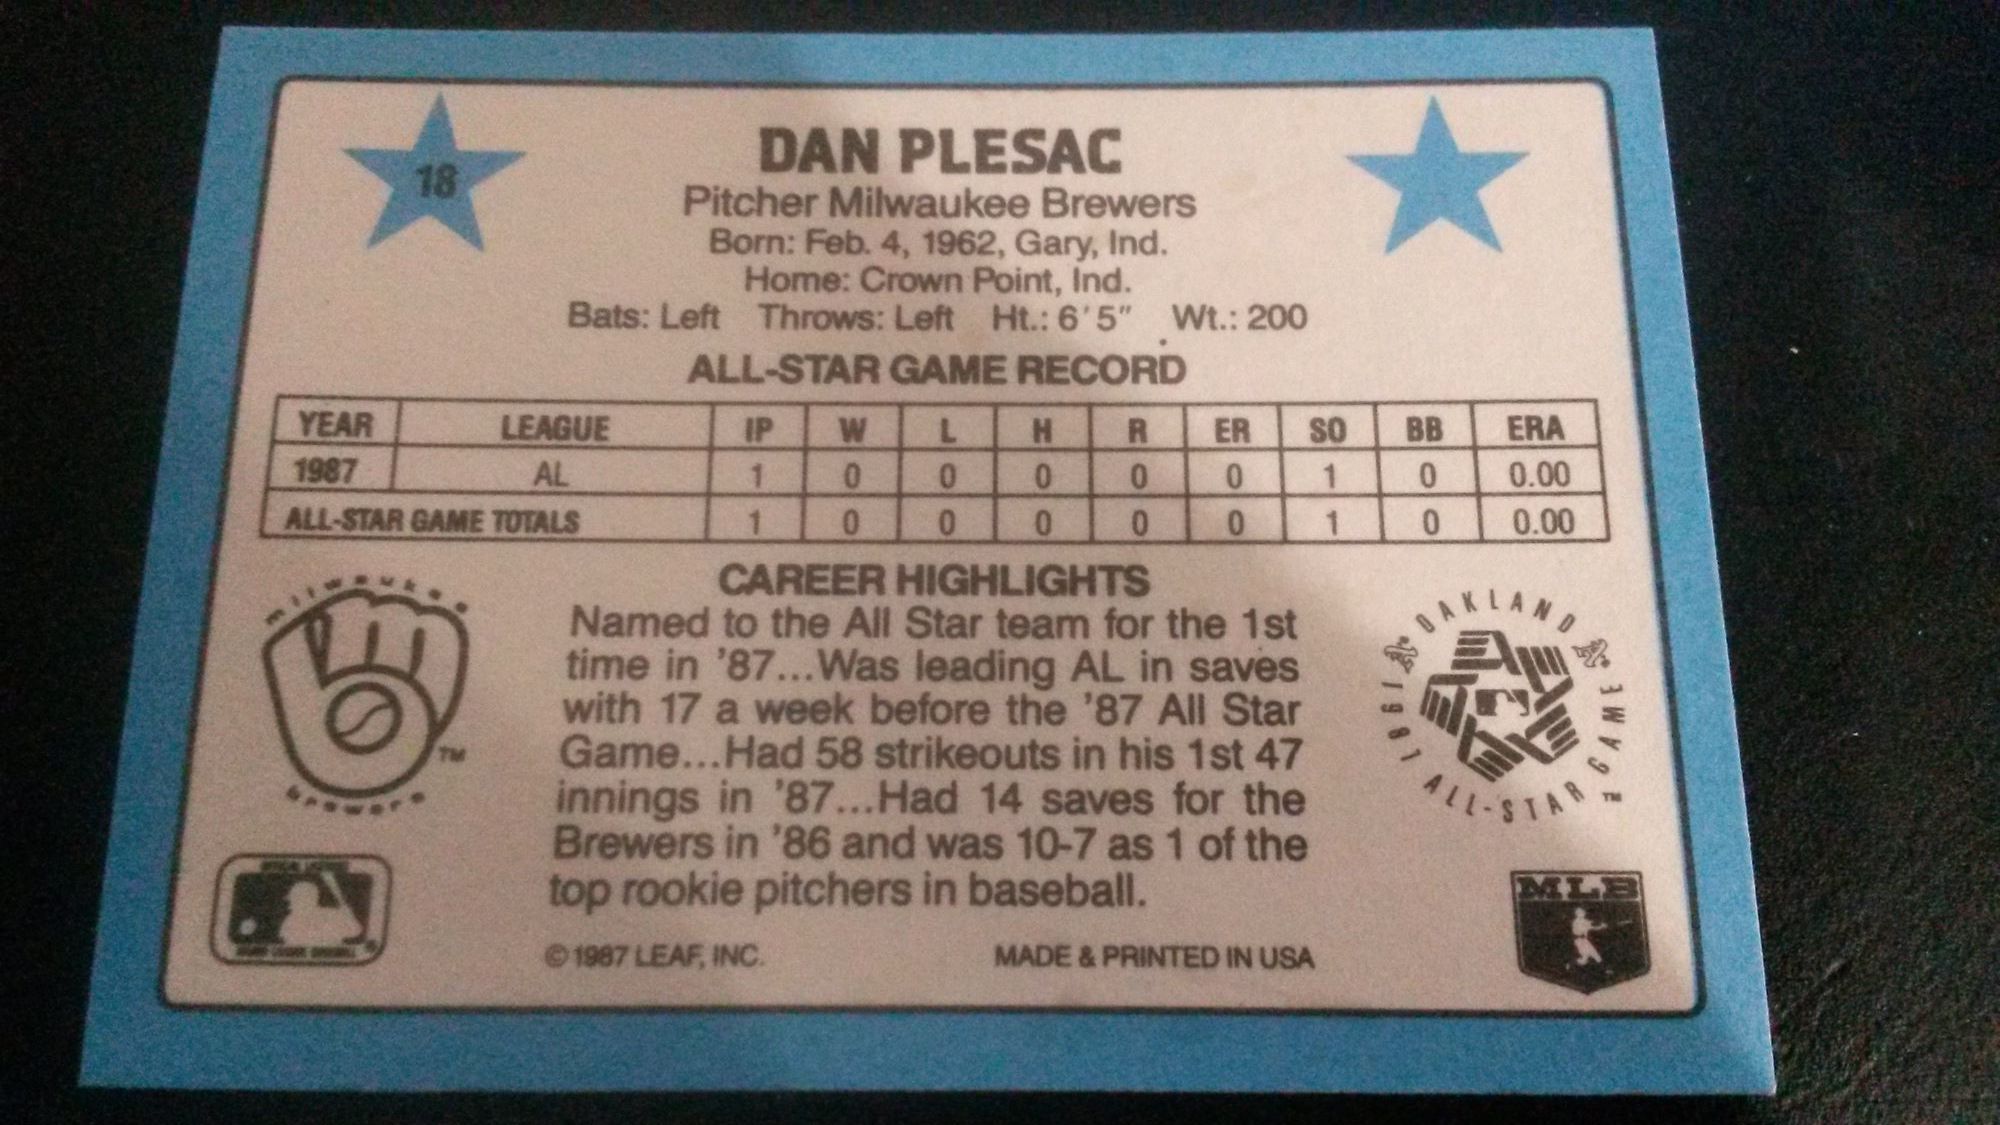 18
DAN PLESAC
Pitcher Milwaukee Brewers
Born: Feb. 4, 1962, Gary, Ind.
Home: Crown Point, Ind.
Bats: Left Throws: Left Ht.: 6'5" Wt.: 200
ALL-STAR GAME RECORD
YEAR LEAGUE IP W L H R ER SO BB ERA
1987 AL 1 0 0 0 0 0 1 0 0.00
ALL-STAR GAME TOTALS 1 0 0 0 0 0 1 0 0.00
CAREER HIGHLIGHTS
Named to the All Star team for the 1st
time in '87...Was leading AL in saves
with 17 a week before the '87 All Star
Game...Had 58 strikeouts in his 1st 47
innings in '87...Had 14 saves for the
Brewers in '86 and was 10-7 as 1 of the
top rookie pitchers in baseball.
milwaukee
brewers
TM
OAKLAND
1987 ALL-STAR GAME
TM
MLB
©1987 LEAF, INC. MADE & PRINTED IN USA